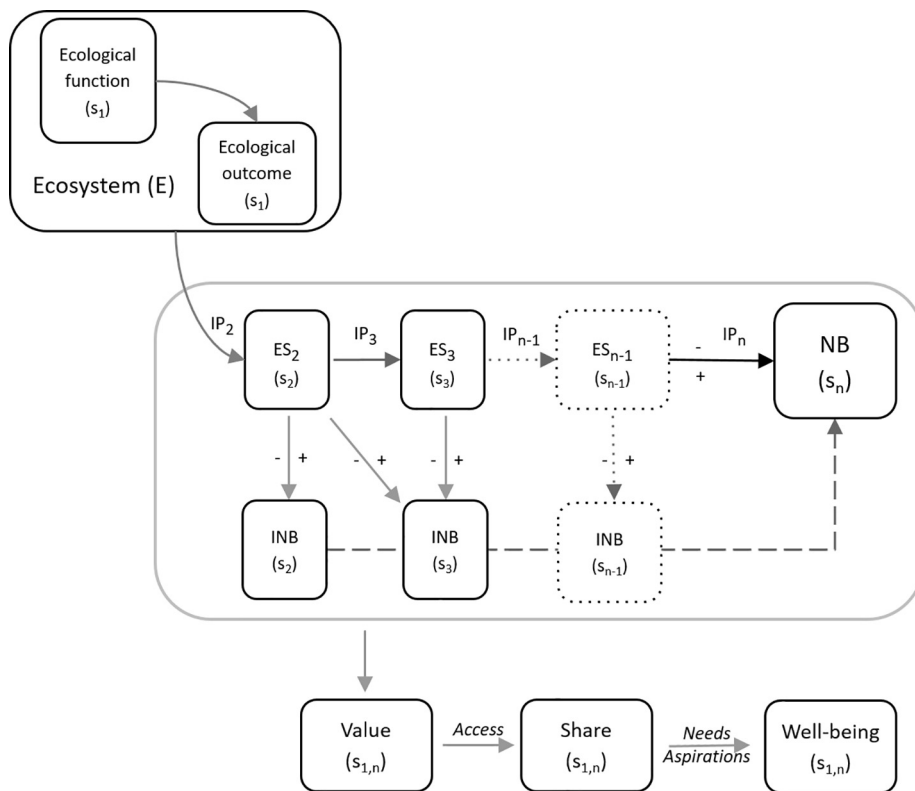 Ecological
function
(s₁)
Ecological
outcome
(s₁)
Ecosystem (E)
IP₂
ES₂
(s₂)
IP₃
ES₃
(s₃)
IPₙ₋₁
ESₙ₋₁
(sₙ₋₁)
- IPₙ
+
NB
(sₙ)
- +
- +
- +
- +
INB
(s₂)
INB
(s₃)
INB
(sₙ₋₁)
Value
(s₁,ₙ)
Access
Share
(s₁,ₙ)
Needs
Aspirations
Well-being
(s₁,ₙ)